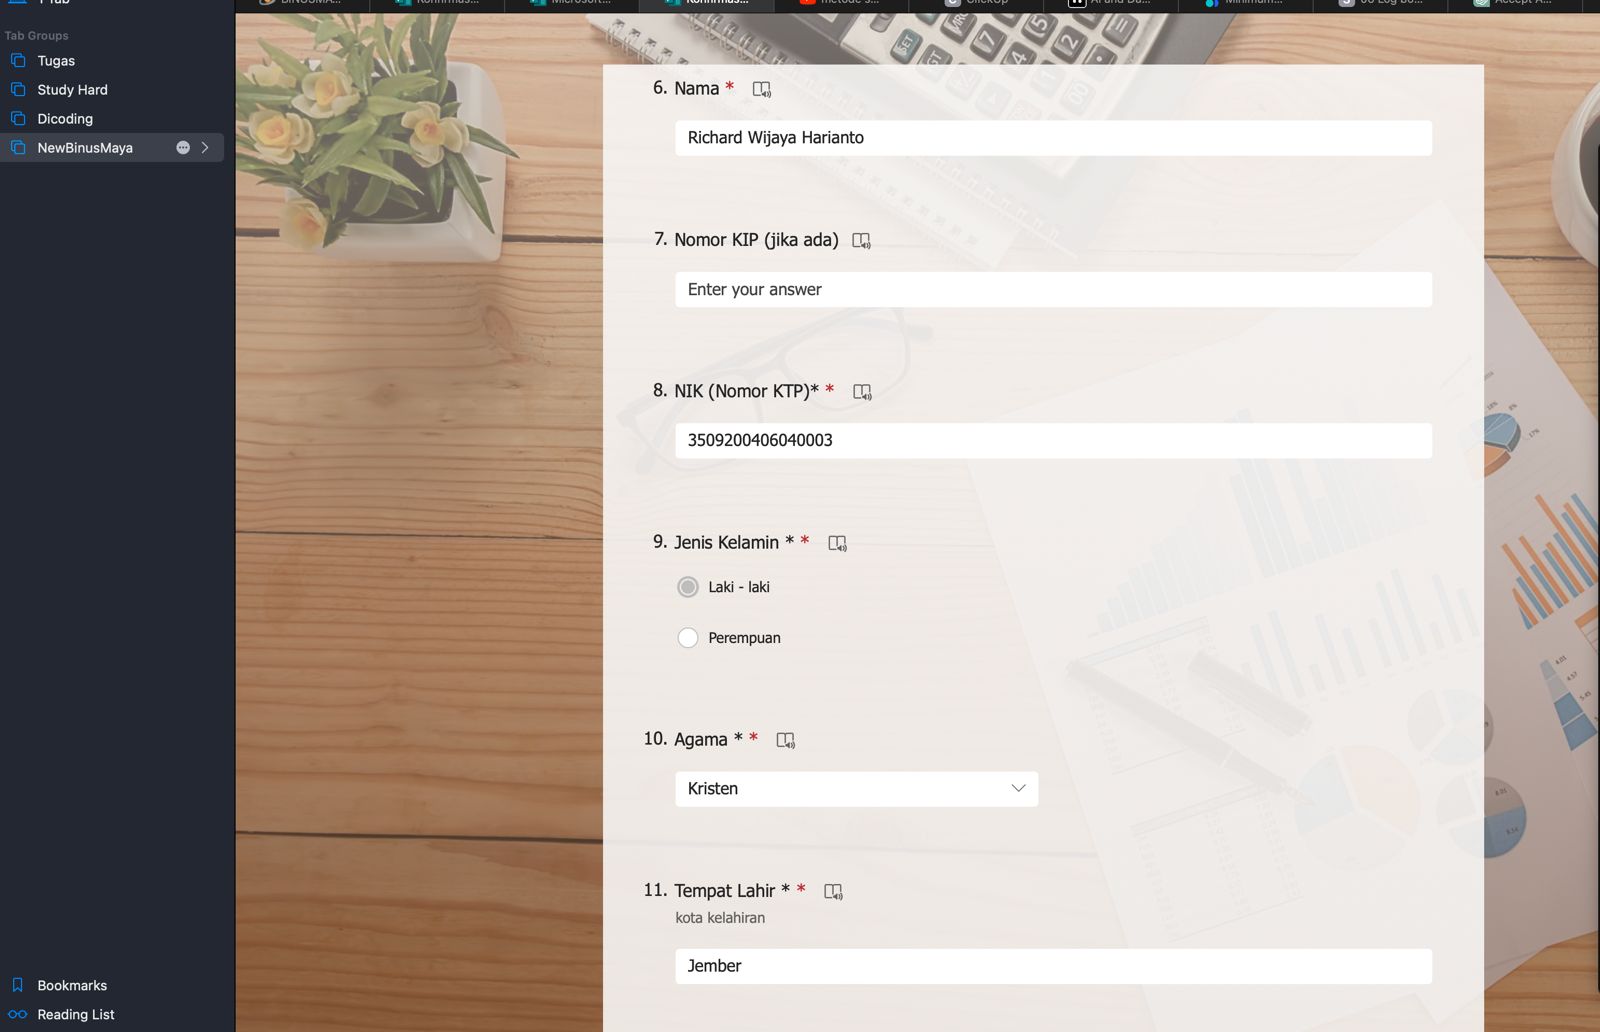 Tab Groups
Tugas
Study Hard
Dicoding
NewBinusMaya
Bookmarks
Reading List
6. Nama *
Richard Wijaya Harianto
7. Nomor KIP (jika ada)
Enter your answer
8. NIK (Nomor KTP)* *
3509200406040003
9. Jenis Kelamin * *
Laki - laki
Perempuan
10. Agama * *
Kristen
11. Tempat Lahir * *
kota kelahiran
Jember